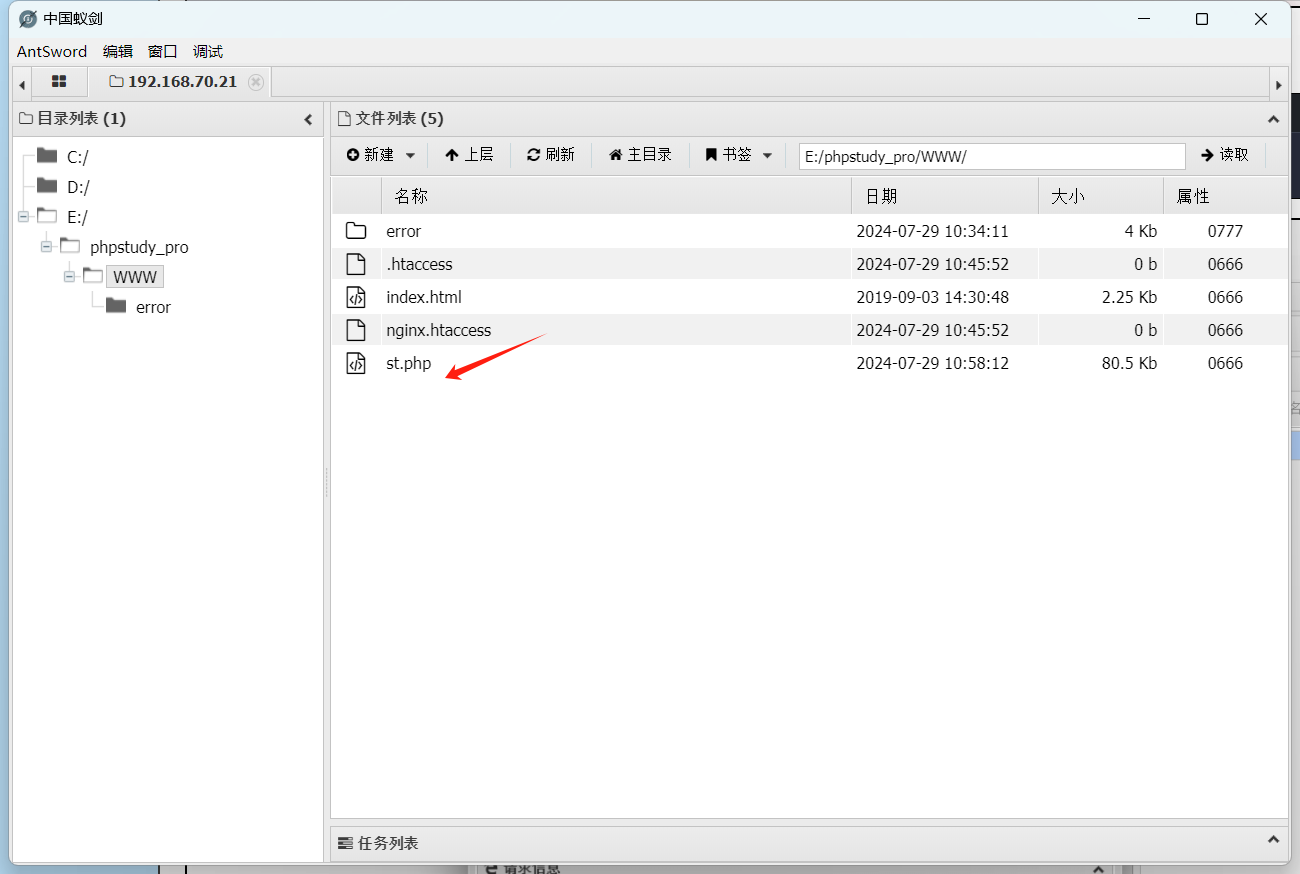 中国蚁剑
AntSword 编辑 窗口 调试
192.168.70.21
目录列表 (1)
C:/
D:/
E:/
phpstudy_pro
WWW
error
文件列表 (5)
新建 上层 刷新 主目录 书签 E:/phpstudy_pro/WWW/ 读取
名称 日期 大小 属性
error 2024-07-29 10:34:11 4 Kb 0777
.htaccess 2024-07-29 10:45:52 0 b 0666
index.html 2019-09-03 14:30:48 2.25 Kb 0666
nginx.htaccess 2024-07-29 10:45:52 0 b 0666
st.php 2024-07-29 10:58:12 80.5 Kb 0666
任务列表
请求信息